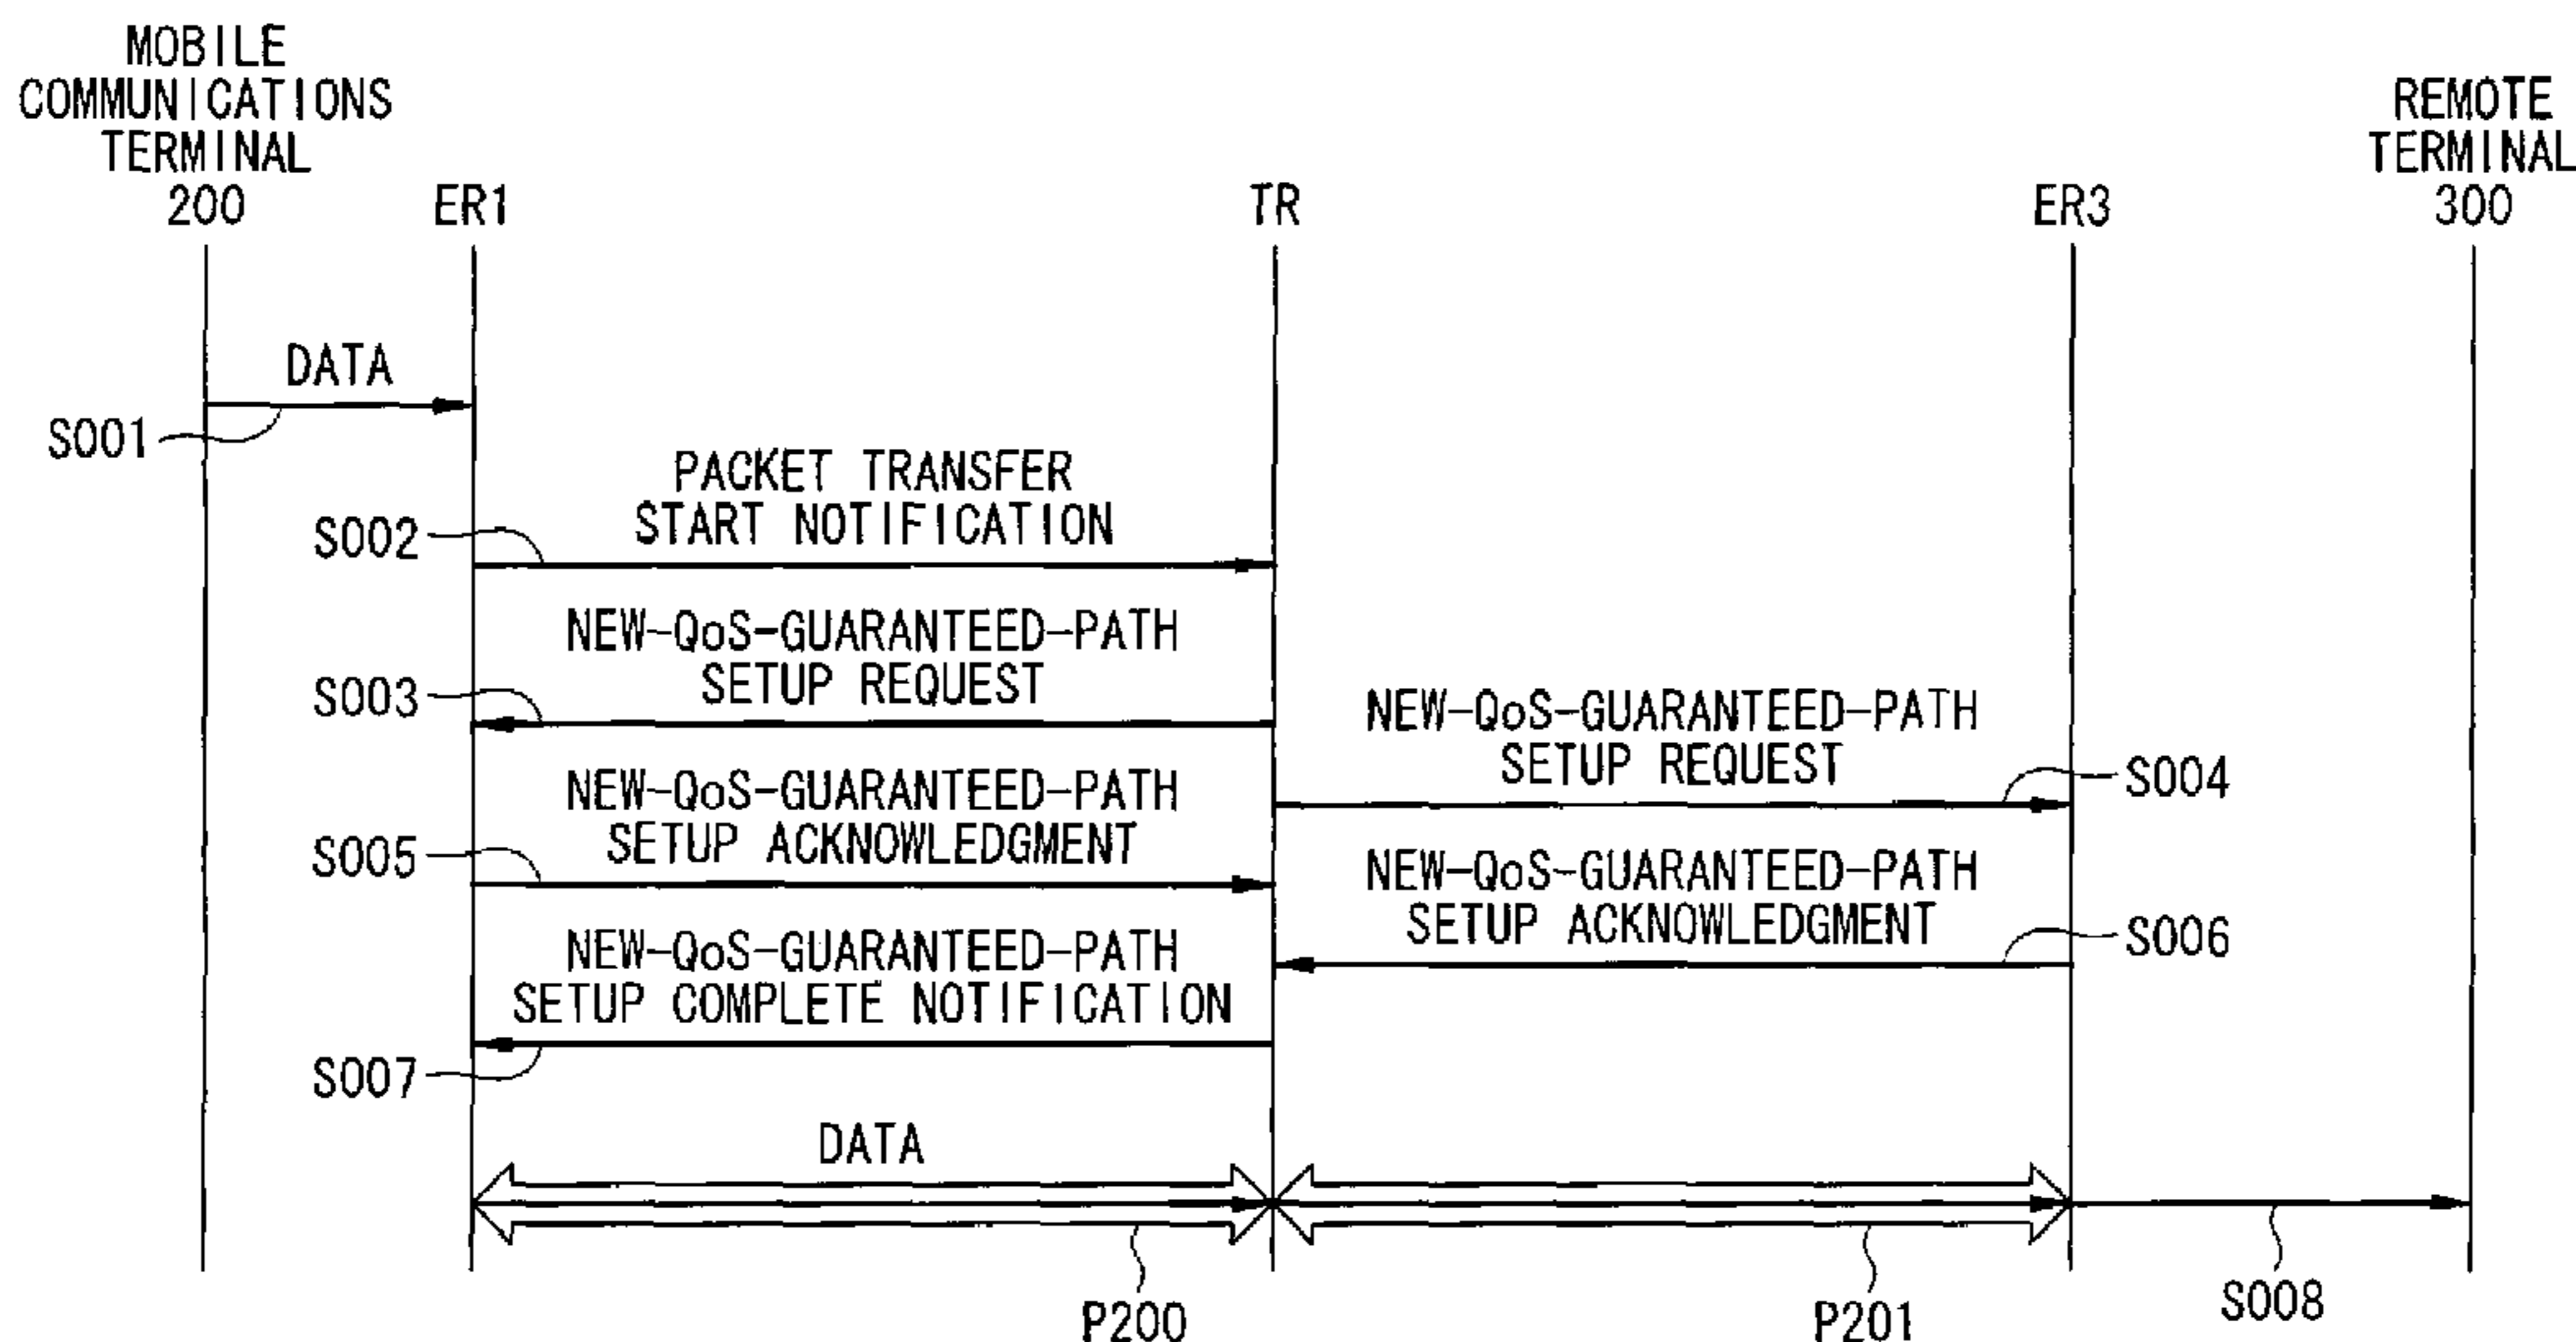 MOBILE
COMMUNICATIONS
TERMINAL
200
ER1
TR
ER3
REMOTE
TERMINAL
300
DATA
S001
PACKET TRANSFER
START NOTIFICATION
S002
NEW-QoS-GUARANTEED-PATH
SETUP REQUEST
S003
NEW-QoS-GUARANTEED-PATH
SETUP REQUEST
S004
NEW-QoS-GUARANTEED-PATH
SETUP ACKNOWLEDGMENT
S005
NEW-QoS-GUARANTEED-PATH
SETUP ACKNOWLEDGMENT
S006
NEW-QoS-GUARANTEED-PATH
SETUP COMPLETE NOTIFICATION
S007
DATA
P200
P201
S008